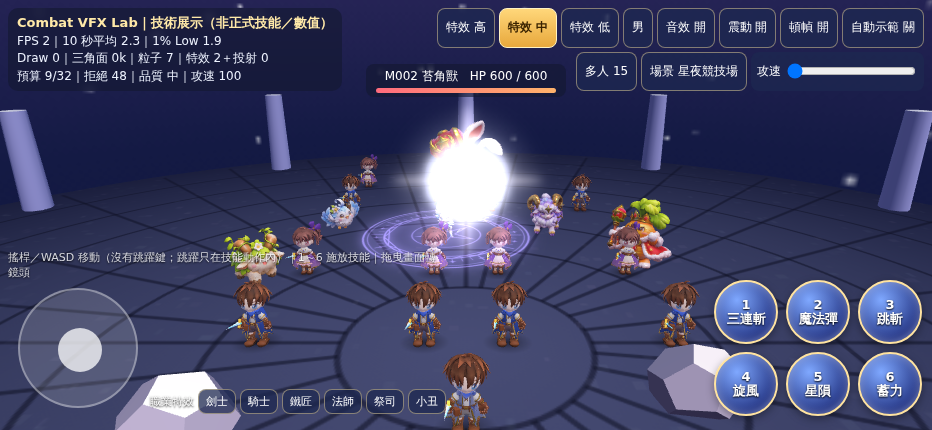 Combat VFX Lab｜技術展示（非正式技能／數值）
FPS 2｜10 秒平均 2.3｜1% Low 1.9
Draw 0｜三角面 0k｜粒子 7｜特效 2＋投射 0
預算 9/32｜拒絕 48｜品質 中｜攻速 100
特效 高
特效 中
特效 低
男
音效 開
震動 開
頓幀 開
自動示範 關
多人 15
場景 星夜競技場
攻速
M002 苔角獸 HP 600 / 600
搖桿／WASD 移動（沒有跳躍鍵；跳躍只在技能動作內）｜1–6 施放技能｜拖曳畫面
鏡頭
1
三連斬
2
魔法彈
3
跳斬
4
旋風
5
星隕
6
蓄力
職業特效
劍士
騎士
鐵匠
法師
祭司
小丑